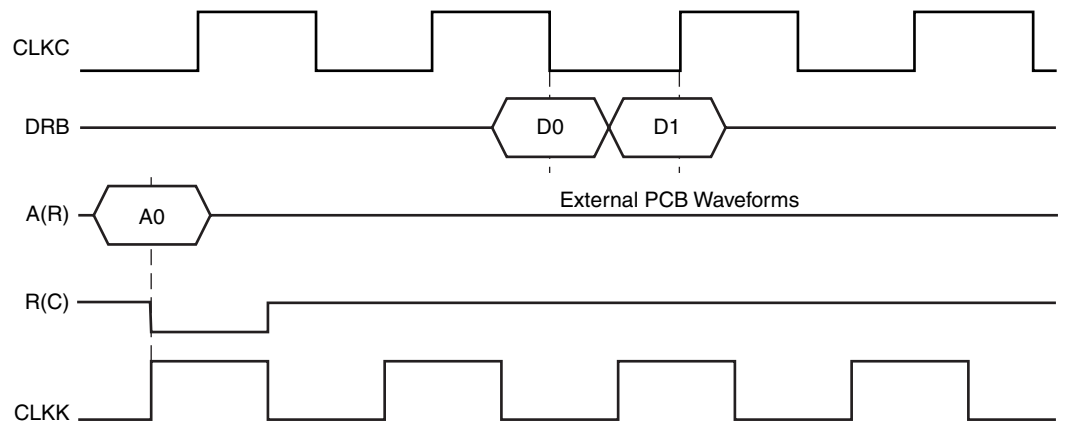 CLKC
DRB
D0
D1
A(R)
A0
External PCB Waveforms
R(C)
CLKK